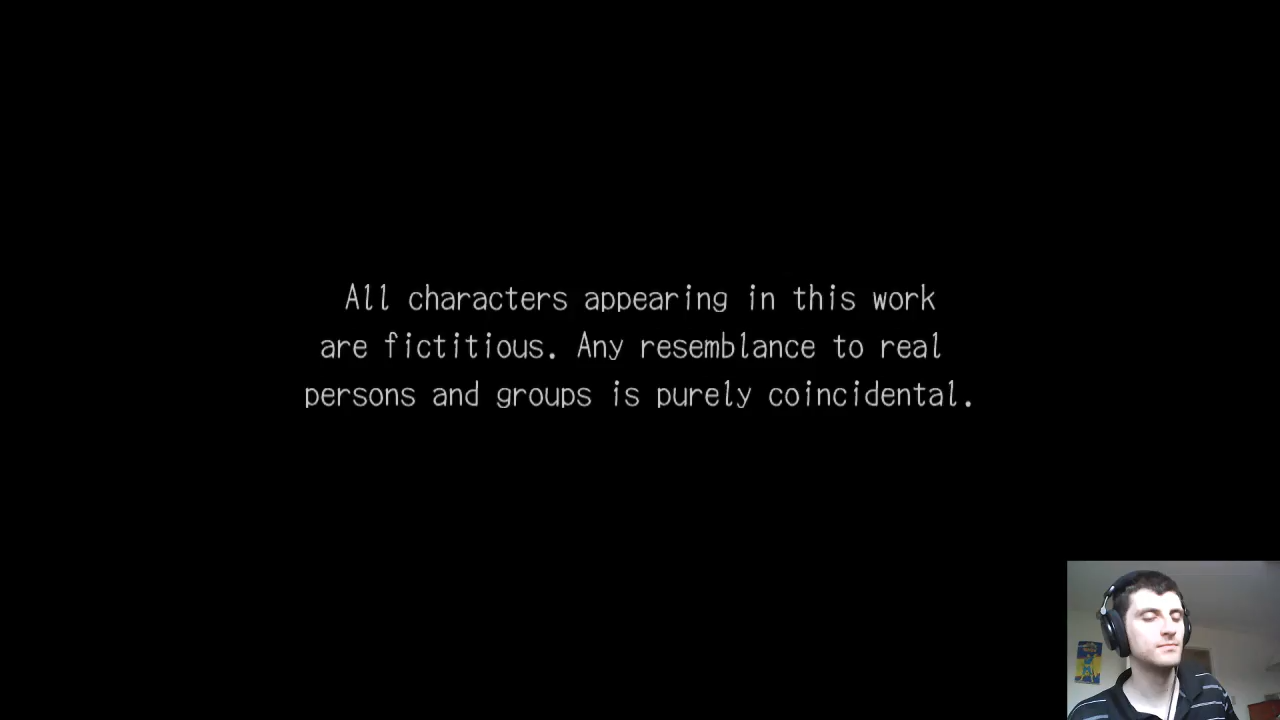 All characters appearing in this work
are fictitious. Any resemblance to real
persons and groups is purely coincidental.